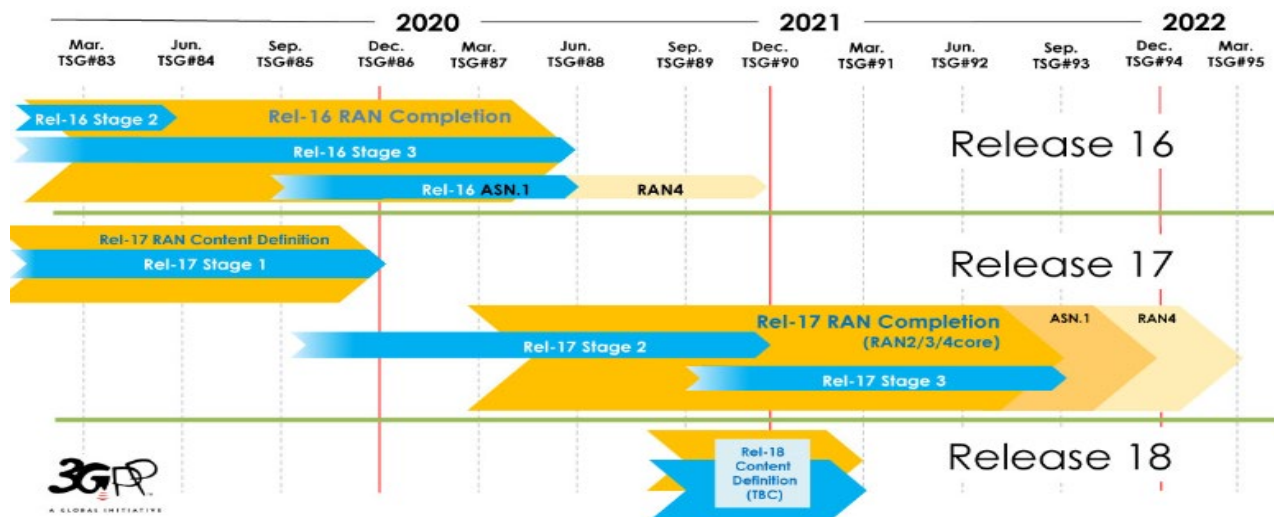 2020
2021
2022
Mar. TSG#83
Jun. TSG#84
Sep. TSG#85
Dec. TSG#86
Mar. TSG#87
Jun. TSG#88
Sep. TSG#89
Dec. TSG#90
Mar. TSG#91
Jun. TSG#92
Sep. TSG#93
Dec. TSG#94
Mar. TSG#95
Rel-16 Stage 2
Rel-16 RAN Completion
Rel-16 Stage 3
Rel-16 ASN.1
RAN4
Release 16
Rel-17 RAN Content Definition
Rel-17 Stage 1
Release 17
Rel-17 RAN Completion
(RAN2/3/4core)
ASN.1
RAN4
Rel-17 Stage 2
Rel-17 Stage 3
Rel-18
Content
Definition
(TBC)
Release 18
3GPP
A GLOBAL INITIATIVE